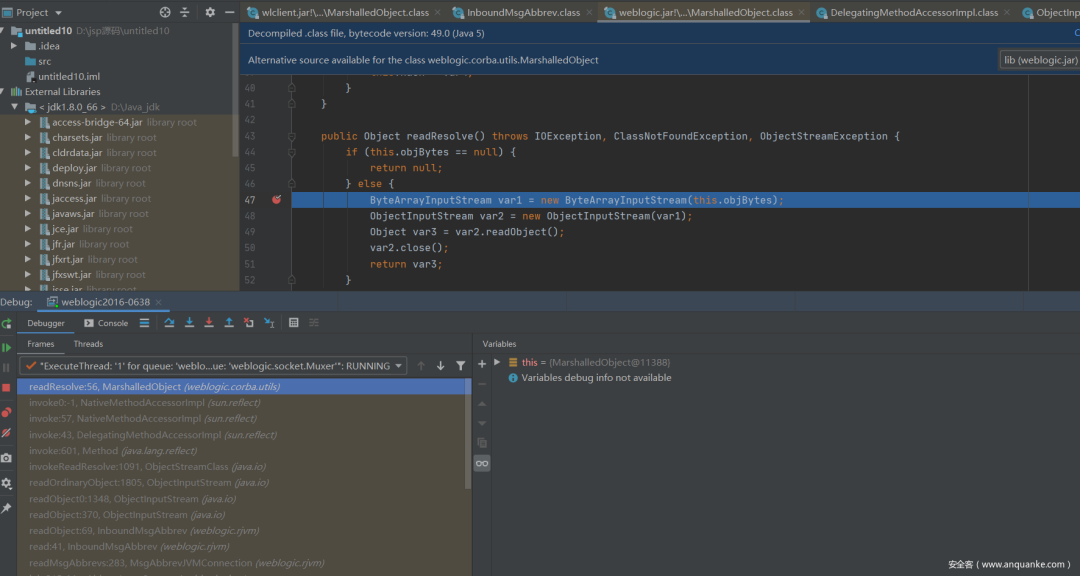 Project
wlclient.jar!\...\MarshalledObject.class
InboundMsgAbbrev.class
weblogic.jar!\...\MarshalledObject.class
DelegatingMethodAccessorImpl.class
ObjectInp
untitled10 D:\jsp源码\untitled10
.idea
src
untitled10.iml
External Libraries
< jdk1.8.0_66 > D:\Java_jdk
access-bridge-64.jar library root
charsets.jar library root
cldrdata.jar library root
deploy.jar library root
dnsns.jar library root
jaccess.jar library root
javaws.jar library root
jce.jar library root
jfr.jar library root
jfxrt.jar library root
jfxswt.jar library root
jsse.jar library root
Decompiled .class file, bytecode version: 49.0 (Java 5)
Alternative source available for the class weblogic.corba.utils.MarshalledObject
lib (weblogic.jar)
40 }
41 }
42
43 public Object readResolve() throws IOException, ClassNotFoundException, ObjectStreamException {
44 if (this.objBytes == null) {
45 return null;
46 } else {
47 ByteArrayInputStream var1 = new ByteArrayInputStream(this.objBytes);
48 ObjectInputStream var2 = new ObjectInputStream(var1);
49 Object var3 = var2.readObject();
50 var2.close();
51 return var3;
52 }
Debug: weblogic2016-0638
Debugger Console
Frames Threads
"ExecuteThread: '1' for queue: 'weblo...ue: 'weblogic.socket.Muxer'": RUNNING
readResolve:56, MarshalledObject (weblogic.corba.utils)
invoke0:-1, NativeMethodAccessorImpl (sun.reflect)
invoke:57, NativeMethodAccessorImpl (sun.reflect)
invoke:43, DelegatingMethodAccessorImpl (sun.reflect)
invoke:601, Method (java.lang.reflect)
invokeReadResolve:1091, ObjectStreamClass (java.io)
readOrdinaryObject:1805, ObjectInputStream (java.io)
readObject0:1348, ObjectInputStream (java.io)
readObject:370, ObjectInputStream (java.io)
readObject:69, InboundMsgAbbrev (weblogic.rjvm)
read:41, InboundMsgAbbrev (weblogic.rjvm)
readMsgAbbrevs:283, MsgAbbrevJVMConnection (weblogic.rjvm)
Variables
this = {MarshalledObject@11388}
Variables debug info not available
安全客（www.anquanke.com）